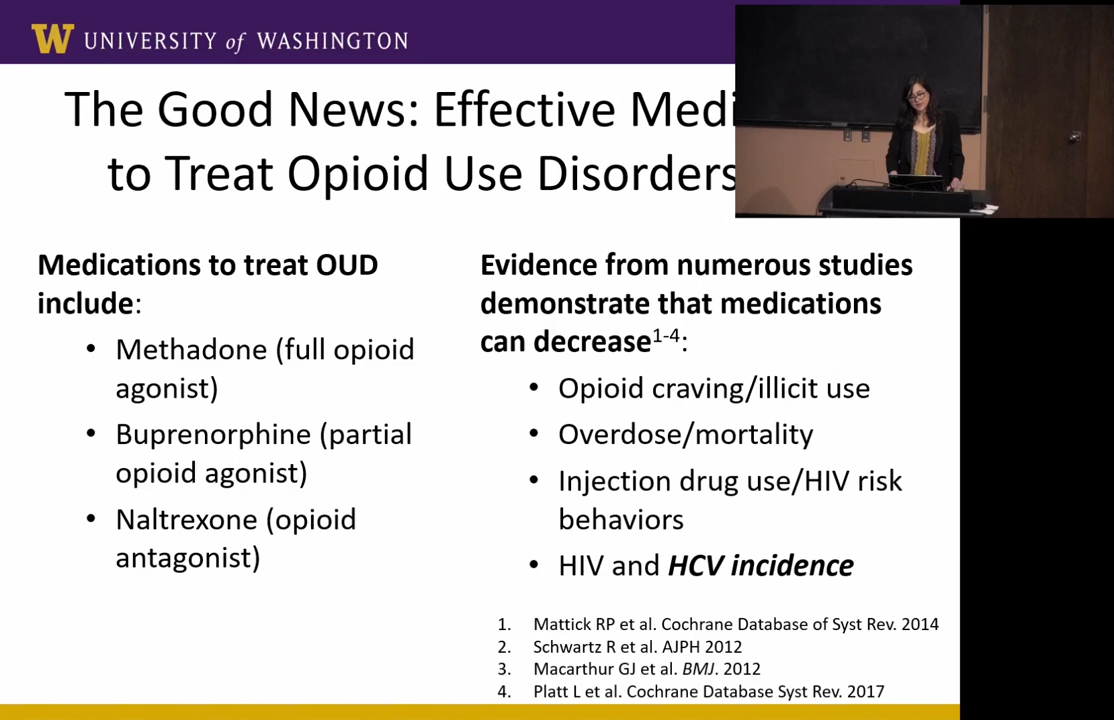 W UNIVERSITY of WASHINGTON
The Good News: Effective Medi
to Treat Opioid Use Disorders
Medications to treat OUD
include:
• Methadone (full opioid
agonist)
• Buprenorphine (partial
opioid agonist)
• Naltrexone (opioid
antagonist)
Evidence from numerous studies
demonstrate that medications
can decrease1-4:
• Opioid craving/illicit use
• Overdose/mortality
• Injection drug use/HIV risk
behaviors
• HIV and HCV incidence
1. Mattick RP et al. Cochrane Database of Syst Rev. 2014
2. Schwartz R et al. AJPH 2012
3. Macarthur GJ et al. BMJ. 2012
4. Platt L et al. Cochrane Database Syst Rev. 2017